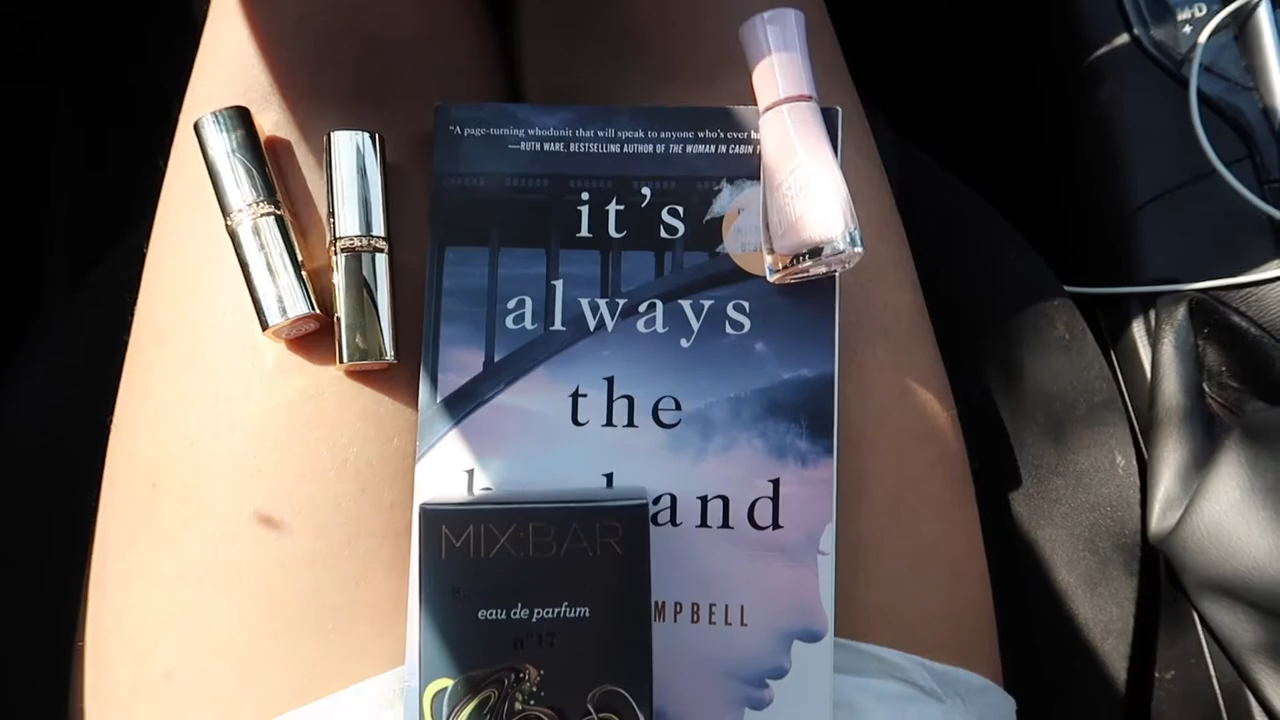 "A page-turning whodunit that will speak to anyone who's ever
—RUTH WARE, BESTSELLING AUTHOR OF THE WOMAN IN CABIN
it's
always
the
and
MPBELL
MIX:BAR
eau de parfum
n°17
M·D
+